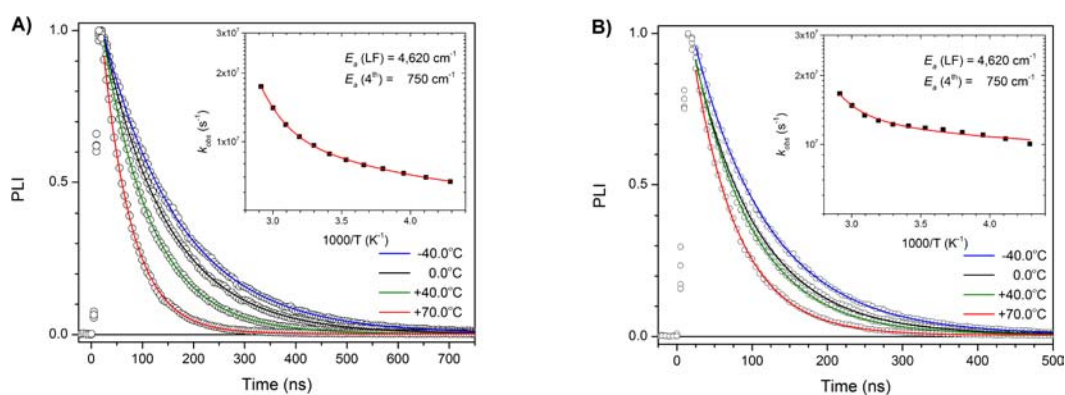 A)
1.0
0.5
0.0
PLI
0
100
200
300
400
500
600
700
Time (ns)
3x10⁷
2x10⁷
1x10⁷
k_obs (s⁻¹)
E_a (LF) = 4,620 cm⁻¹
E_a (4th) = 750 cm⁻¹
3.0
3.5
4.0
1000/T (K⁻¹)
-40.0°C
0.0°C
+40.0°C
+70.0°C
B)
1.0
0.5
0.0
PLI
0
100
200
300
400
500
Time (ns)
3x10⁷
2x10⁷
10⁷
k_obs (s⁻¹)
E_a (LF) = 4,620 cm⁻¹
E_a (4th) = 750 cm⁻¹
3.0
3.5
4.0
1000/T (K⁻¹)
-40.0°C
0.0°C
+40.0°C
+70.0°C